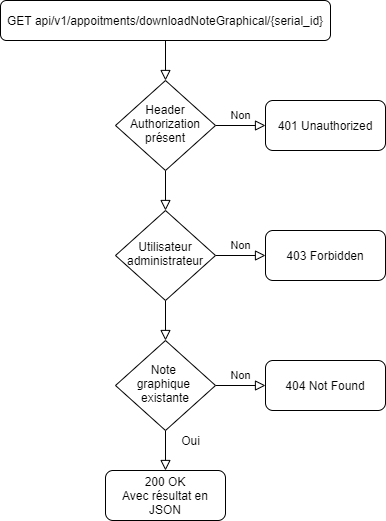 GET api/v1/appoitments/downloadNoteGraphical/{serial_id}
Header
Authorization
présent
Non
401 Unauthorized
Utilisateur
administrateur
Non
403 Forbidden
Note
graphique
existante
Non
404 Not Found
Oui
200 OK
Avec résultat en
JSON